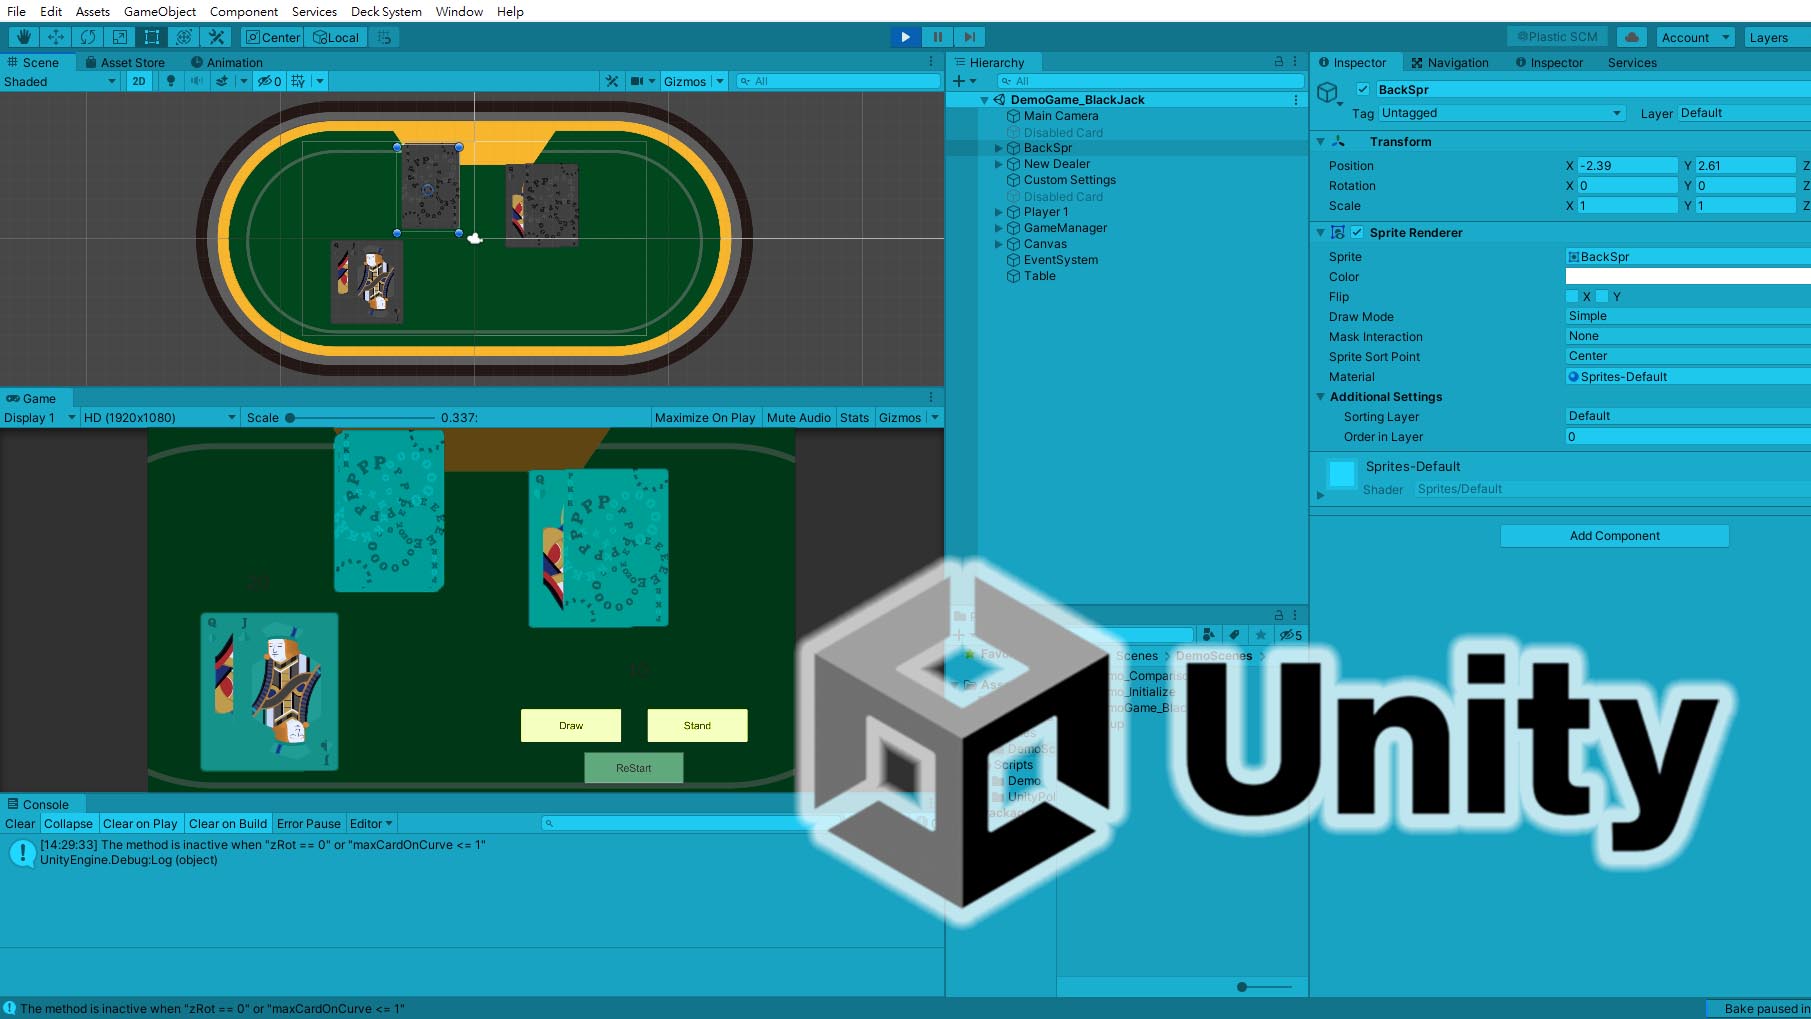 File Edit Assets GameObject Component Services Deck System Window Help
Center Local
Plastic SCM Account Layers
Scene Asset Store Animation
Shaded 2D 0 Gizmos All
Hierarchy
All
DemoGame_BlackJack
Main Camera
Disabled Card
BackSpr
New Dealer
Custom Settings
Disabled Card
Player 1
GameManager
Canvas
EventSystem
Table
Inspector Navigation Inspector Services
BackSpr
Tag Untagged Layer Default
Transform
Position X -2.39 Y 2.61 Z
Rotation X 0 Y 0 Z
Scale X 1 Y 1 Z
Sprite Renderer
Sprite BackSpr
Color
Flip X Y
Draw Mode Simple
Mask Interaction None
Sprite Sort Point Center
Material Sprites-Default
Additional Settings
Sorting Layer Default
Order in Layer 0
Sprites-Default
Shader Sprites/Default
Add Component
Game
Display 1 HD (1920x1080) Scale 0.337: Maximize On Play Mute Audio Stats Gizmos
Q J
Q
Draw Stand
ReStart
5
Scenes > DemoScenes >
Scripts
Demo
Unity
Console
Clear Collapse Clear on Play Clear on Build Error Pause Editor
[14:29:33] The method is inactive when "zRot == 0" or "maxCardOnCurve <= 1"
UnityEngine.Debug:Log (object)
The method is inactive when "zRot == 0" or "maxCardOnCurve <= 1"
Bake paused in